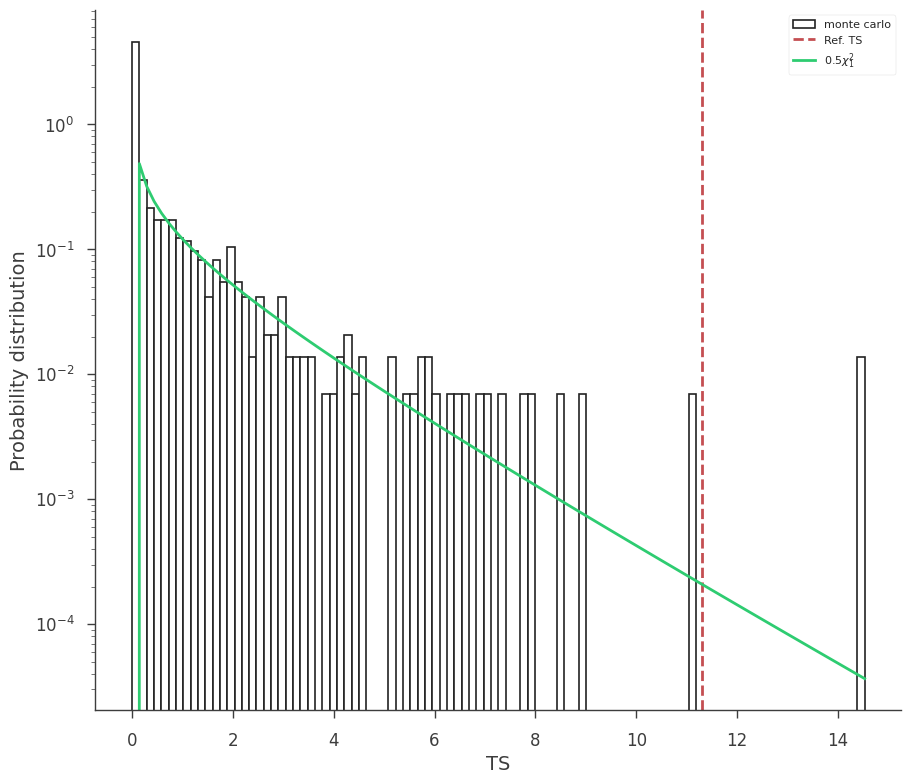 monte carlo
Ref. TS
0.5χ₁²
10⁰
10⁻¹
10⁻²
10⁻³
10⁻⁴
Probability distribution
0 2 4 6 8 10 12 14
TS